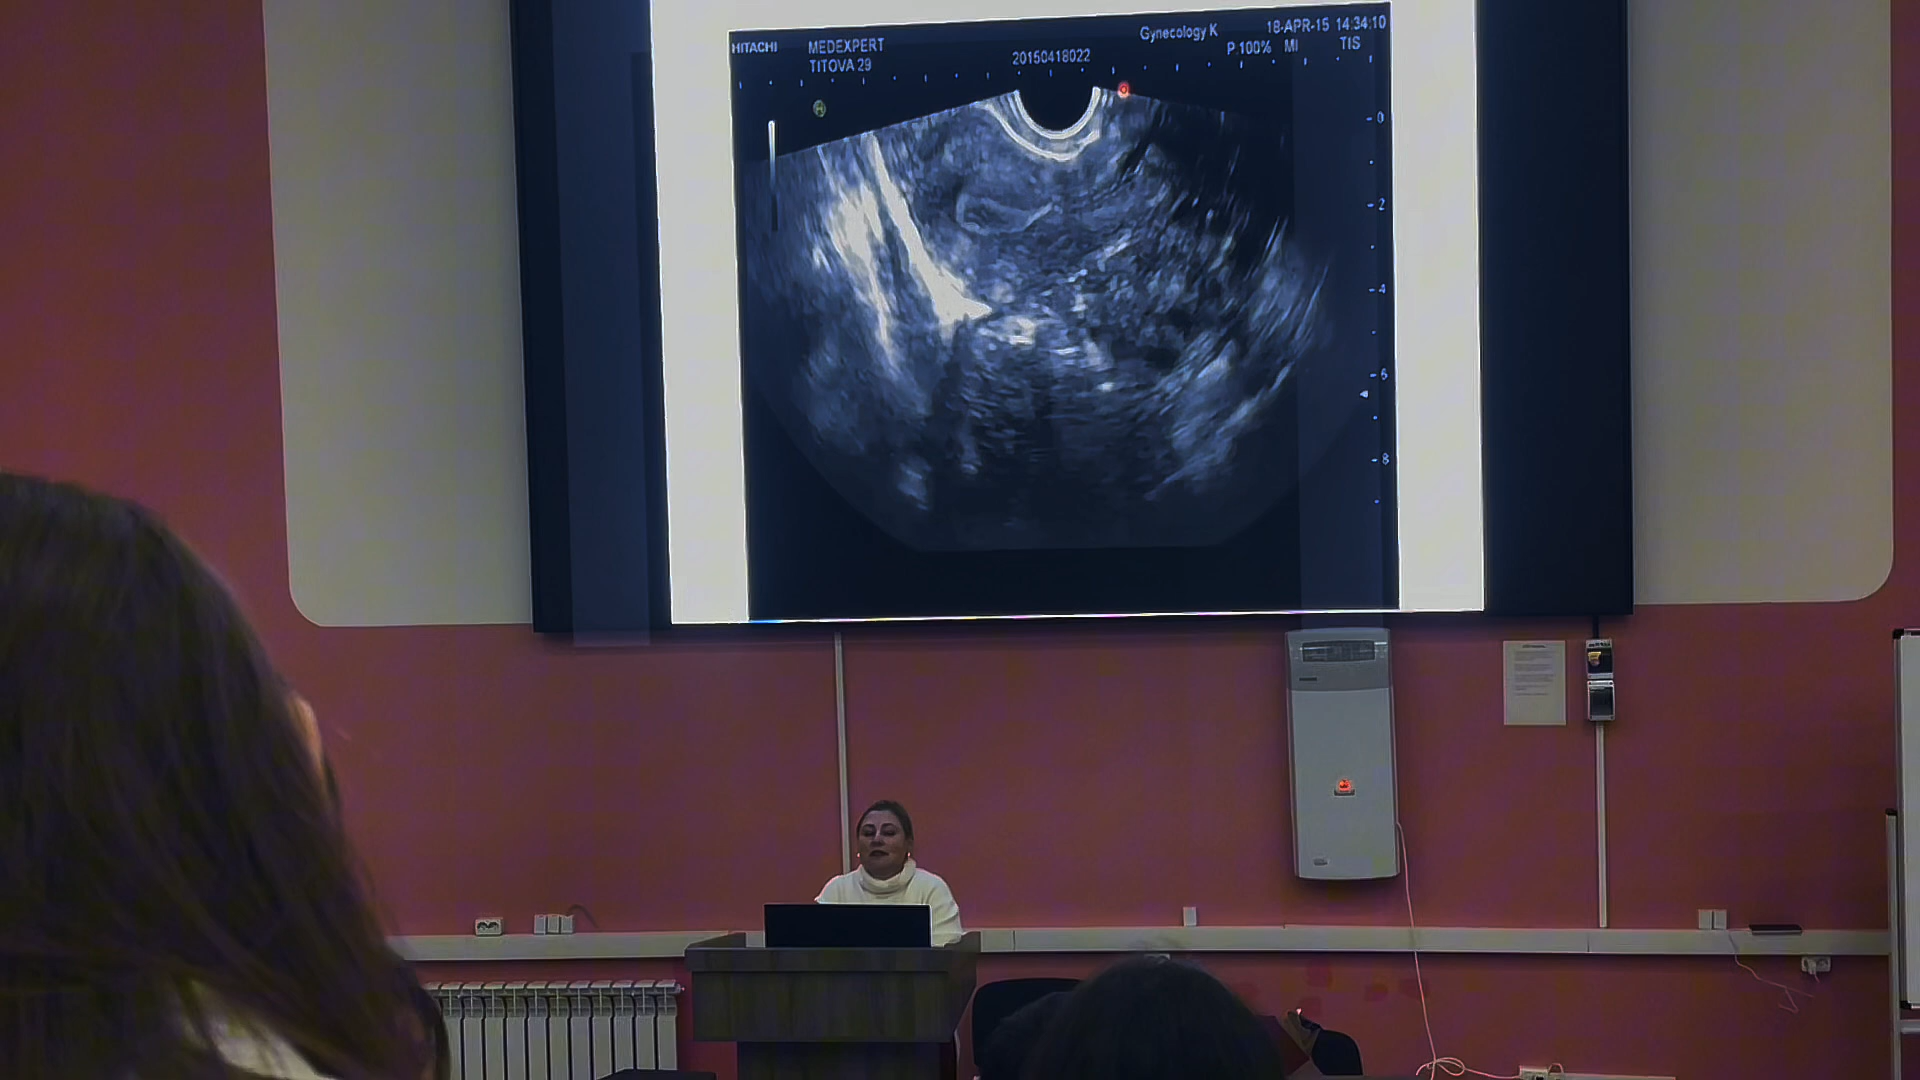 HITACHI
MEDEXPERT
TITOVA 29
20150418022
Gynecology K
18-APR-15 14:34:10
P 100% MI TIS
0
2
4
6
8